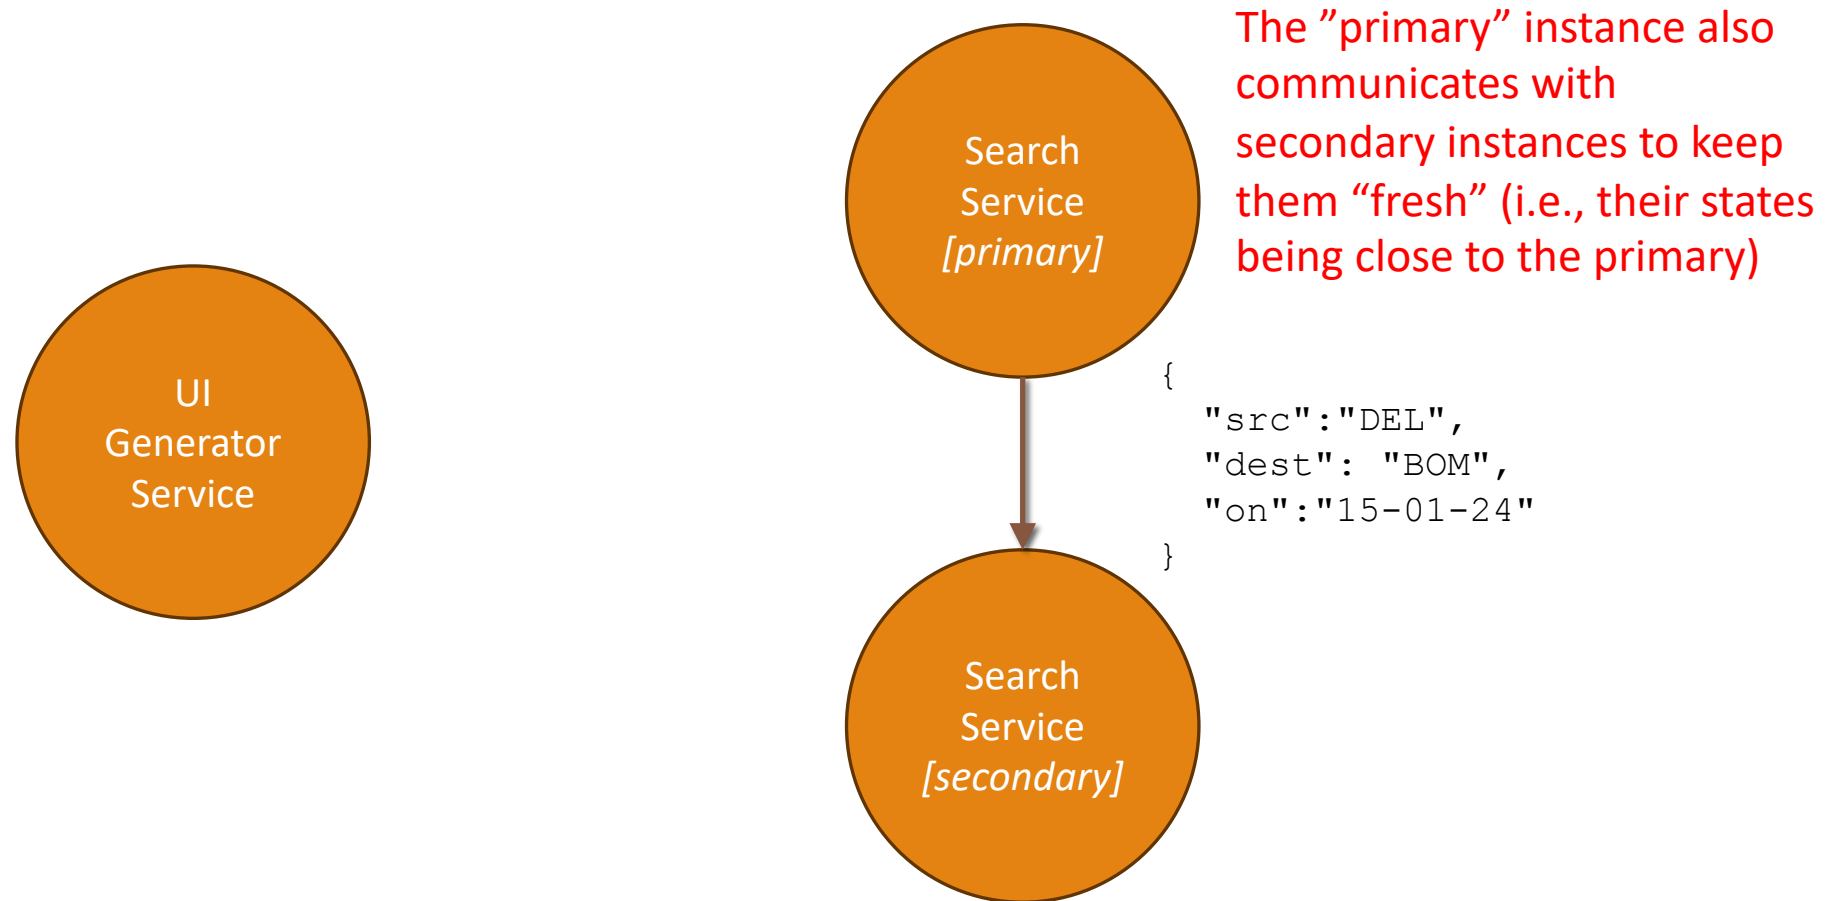 The ”primary” instance also
communicates with
secondary instances to keep
them “fresh” (i.e., their states
being close to the primary)
Search
Service
[primary]
{
"src":"DEL",
"dest": "BOM",
"on":"15-01-24"
}
UI
Generator
Service
Search
Service
[secondary]